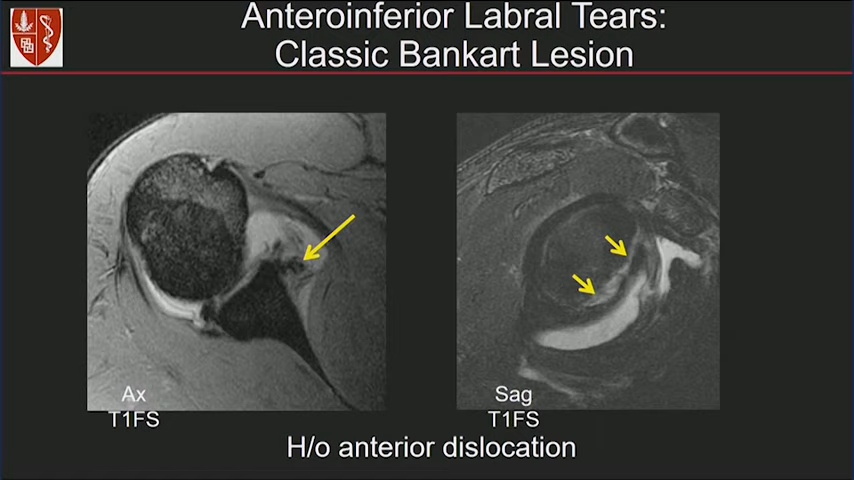 Anteroinferior Labral Tears:
Classic Bankart Lesion
Ax
T1FS
Sag
T1FS
H/o anterior dislocation